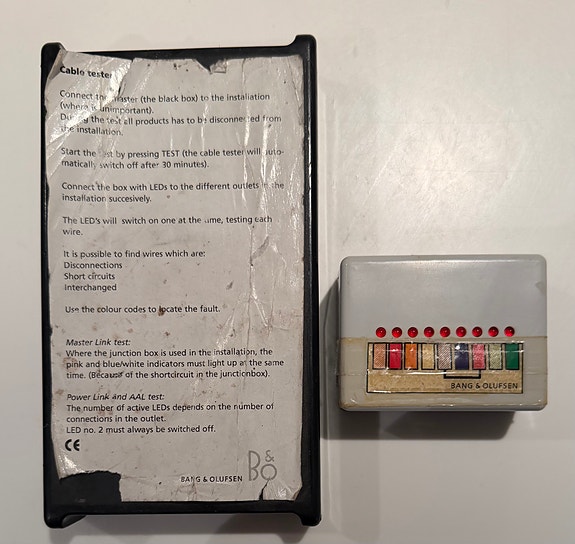 Cable tester
Connect the master (the black box) to the installation
(where is unimportant).
During the test all products has to be disconnected from
the installation.
Start the test by pressing TEST (the cable tester will auto-
matically switch off after 30 minutes).
Connect the box with LEDs to the different outlets in the
installation succesively.
The LED's will switch on one at the time, testing each
wire.
It is possible to find wires which are:
Disconnections
Short circuits
Interchanged
Use the colour codes to locate the fault.
Master Link test:
Where the junction box is used in the installation, the
pink and blue/white indicators must light up at the same
time. (Because of the shortcircuit in the junctionbox).
Power Link and AAL test:
The number of active LEDs depends on the number of
connections in the outlet.
LED no. 2 must always be switched off.
CE
BANG & OLUFSEN B&O
BANG & OLUFSEN